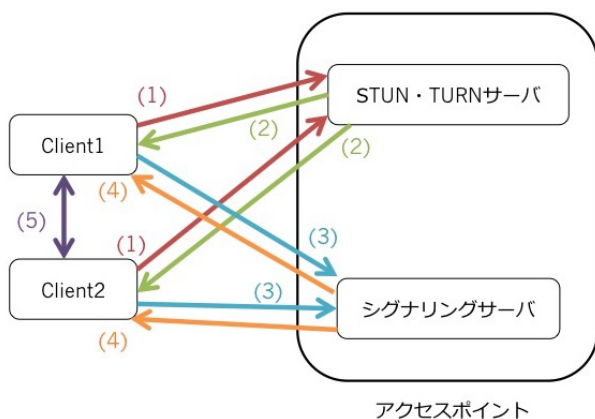 (1)
STUN・TURNサーバ
(2)
(2)
Client1
(4)
(5)
(3)
(1)
Client2
(3)
シグナリングサーバ
(4)
アクセスポイント